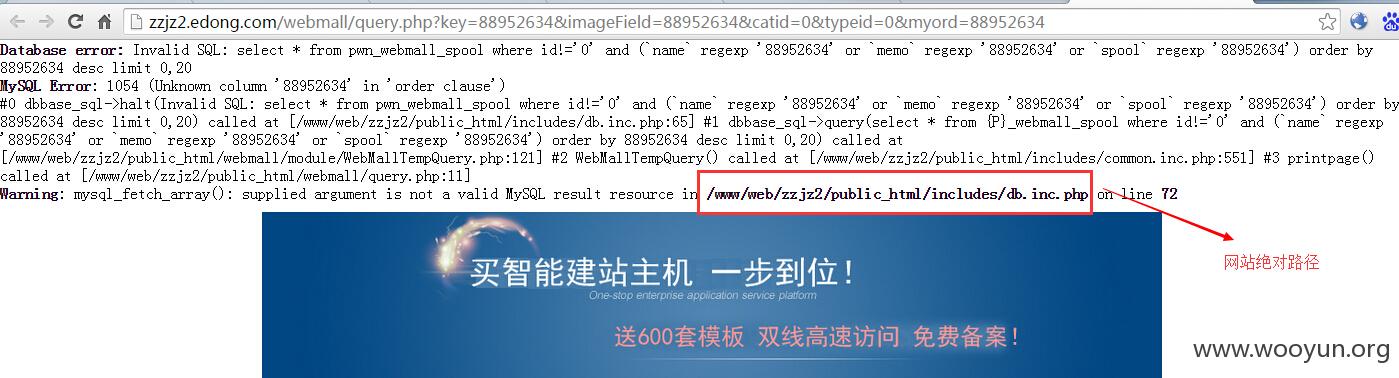 zzjz2.edong.com/webmall/query.php?key=88952634&imageField=88952634&catid=0&typeid=0&myord=88952634
Database error: Invalid SQL: select * from pwn_webmall_spool where id!='0' and (`name` regexp '88952634' or `memo` regexp '88952634' or `spool` regexp '88952634') order by
88952634 desc limit 0,20
MySQL Error: 1054 (Unknown column '88952634' in 'order clause')
#0 dbbase_sql->halt(Invalid SQL: select * from pwn_webmall_spool where id!='0' and (`name` regexp '88952634' or `memo` regexp '88952634' or `spool` regexp '88952634') order by
88952634 desc limit 0,20) called at [/www/web/zzjz2/public_html/includes/db.inc.php:65] #1 dbbase_sql->query(select * from {P}_webmall_spool where id!='0' and (`name` regexp
'88952634' or `memo` regexp '88952634' or `spool` regexp '88952634') order by 88952634 desc limit 0,20) called at
[/www/web/zzjz2/public_html/webmall/module/WebMallTempQuery.php:121] #2 WebMallTempQuery() called at [/www/web/zzjz2/public_html/includes/common.inc.php:551] #3 printpage()
called at [/www/web/zzjz2/public_html/webmall/query.php:11]
Warning: mysql_fetch_array(): supplied argument is not a valid MySQL result resource in /www/web/zzjz2/public_html/includes/db.inc.php on line 72
网站绝对路径
买智能建站主机 一步到位!
One-stop enterprise application service platform
送600套模板 双线高速访问 免费备案!
www.wooyun.org